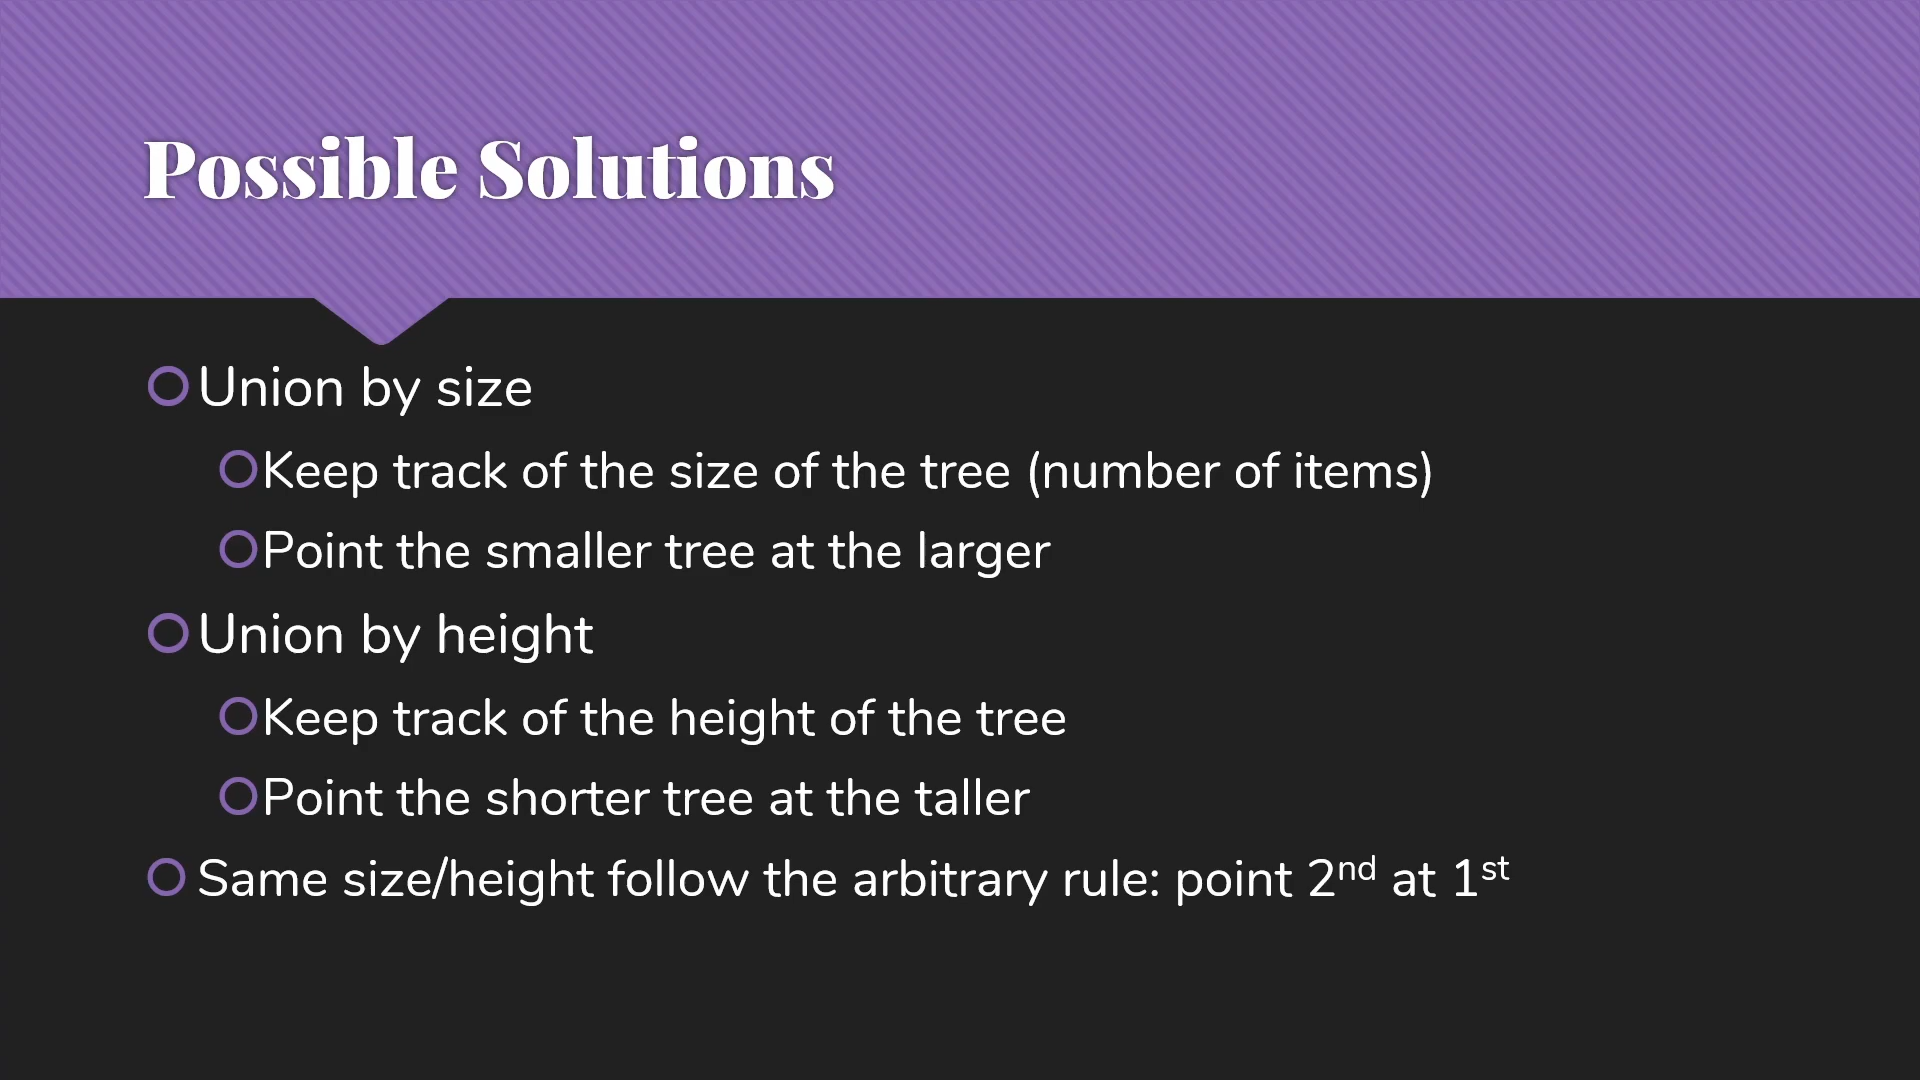 Possible Solutions
Union by size
Keep track of the size of the tree (number of items)
Point the smaller tree at the larger
Union by height
Keep track of the height of the tree
Point the shorter tree at the taller
Same size/height follow the arbitrary rule: point 2nd at 1st